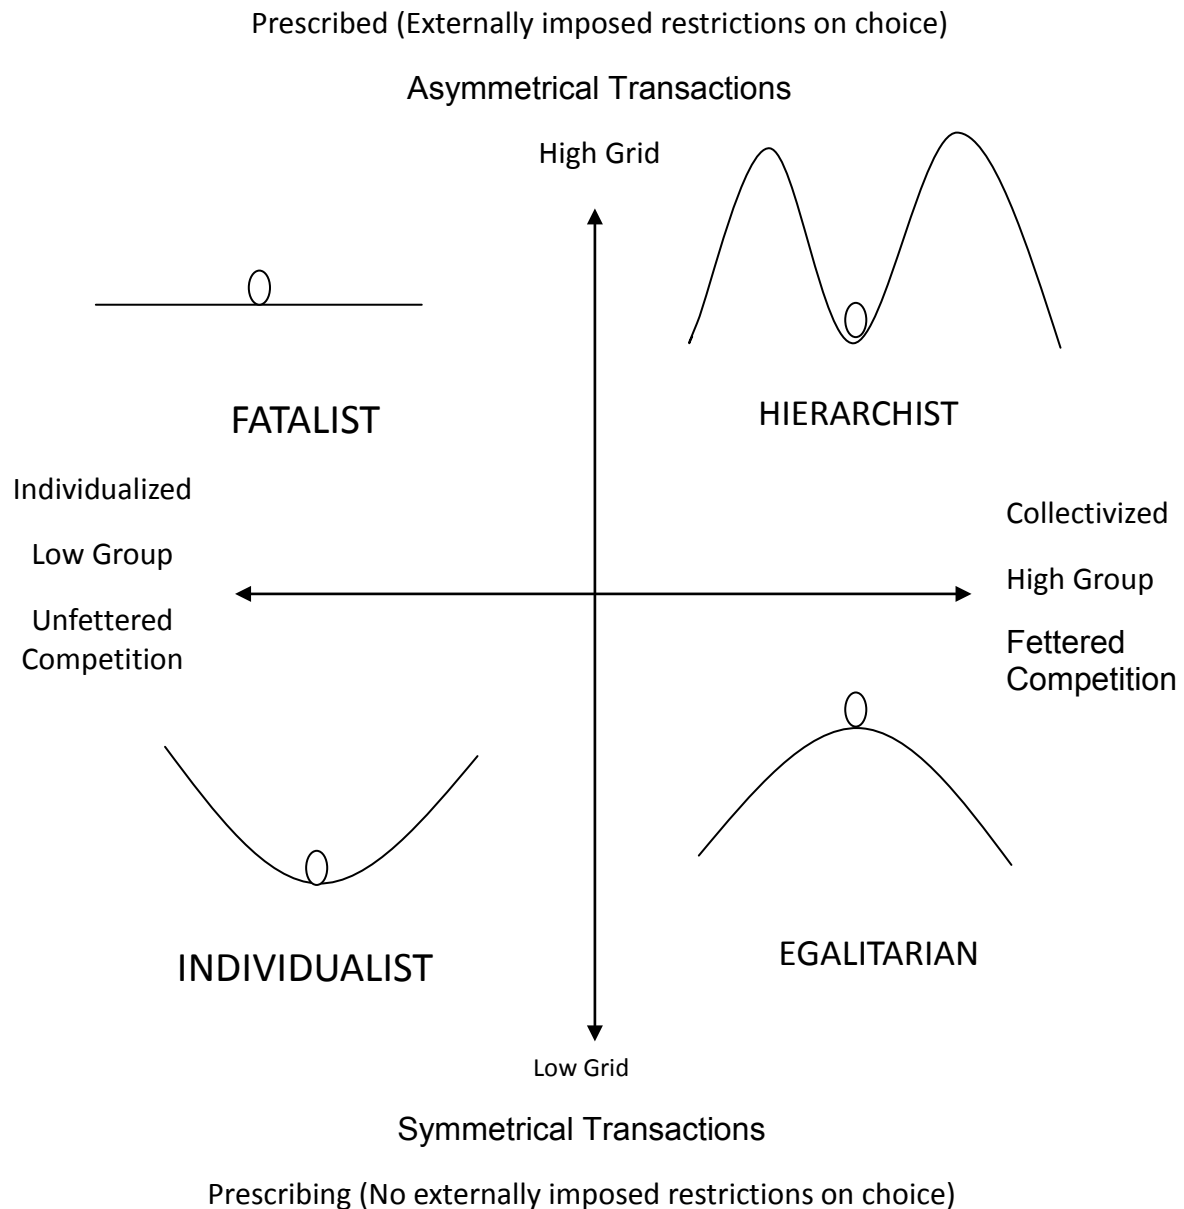 Prescribed (Externally imposed restrictions on choice)
Asymmetrical Transactions
High Grid
FATALIST
HIERARCHIST
Individualized
Low Group
Unfettered
Competition
Collectivized
High Group
Fettered
Competition
INDIVIDUALIST
EGALITARIAN
Low Grid
Symmetrical Transactions
Prescribing (No externally imposed restrictions on choice)